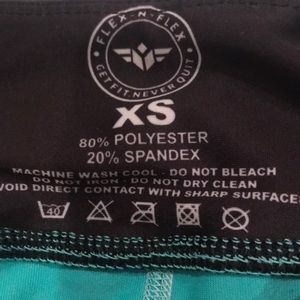 FLEX-N-FLEX
GET FIT. NEVER QUIT
XS
80% POLYESTER
20% SPANDEX
MACHINE WASH COOL - DO NOT BLEACH
DO NOT IRON - DO NOT DRY CLEAN
VOID DIRECT CONTACT WITH SHARP SURFACES
40